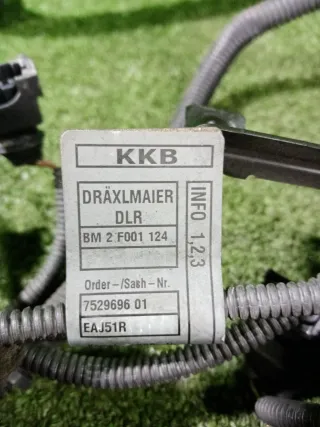 KKB
DRÄXLMAIER
DLR
BM 2 F001 124
INFO 1,2,3
Order-/Sach-Nr.
7529696 01
EAJ51R